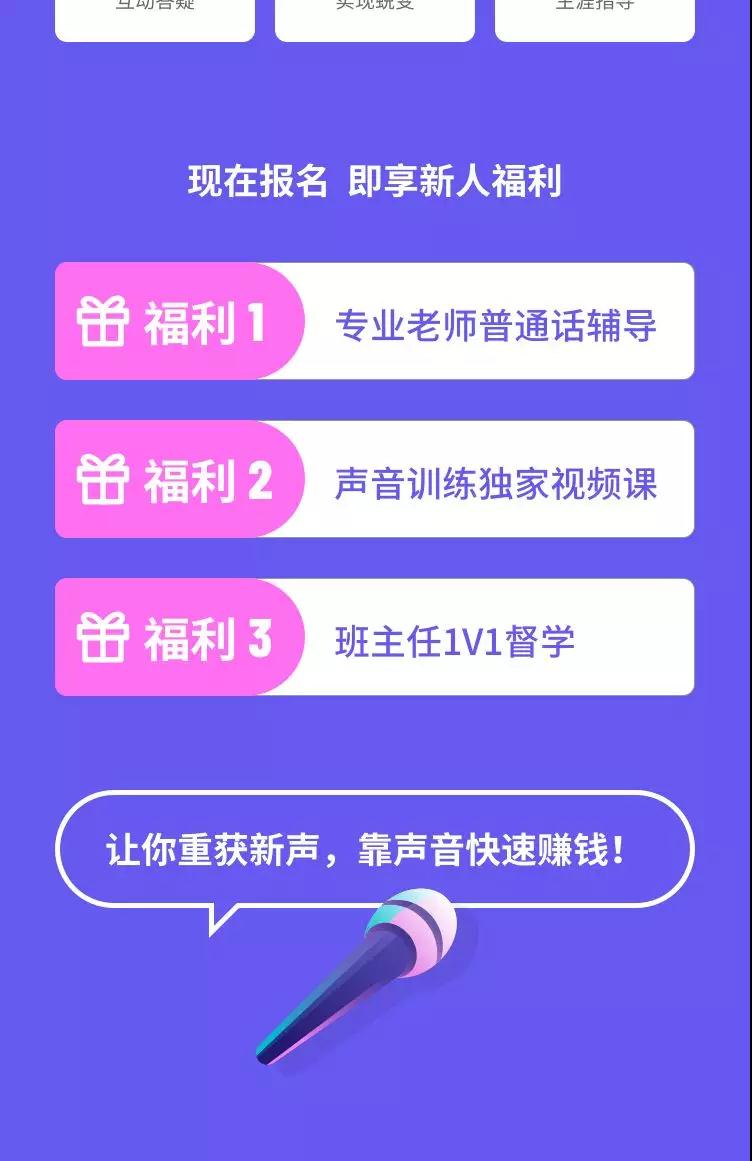 互动答疑
实现蜕变
生涯指导
现在报名 即享新人福利
福利1
专业老师普通话辅导
福利2
声音训练独家视频课
福利3
班主任1V1督学
让你重获新声，靠声音快速赚钱！